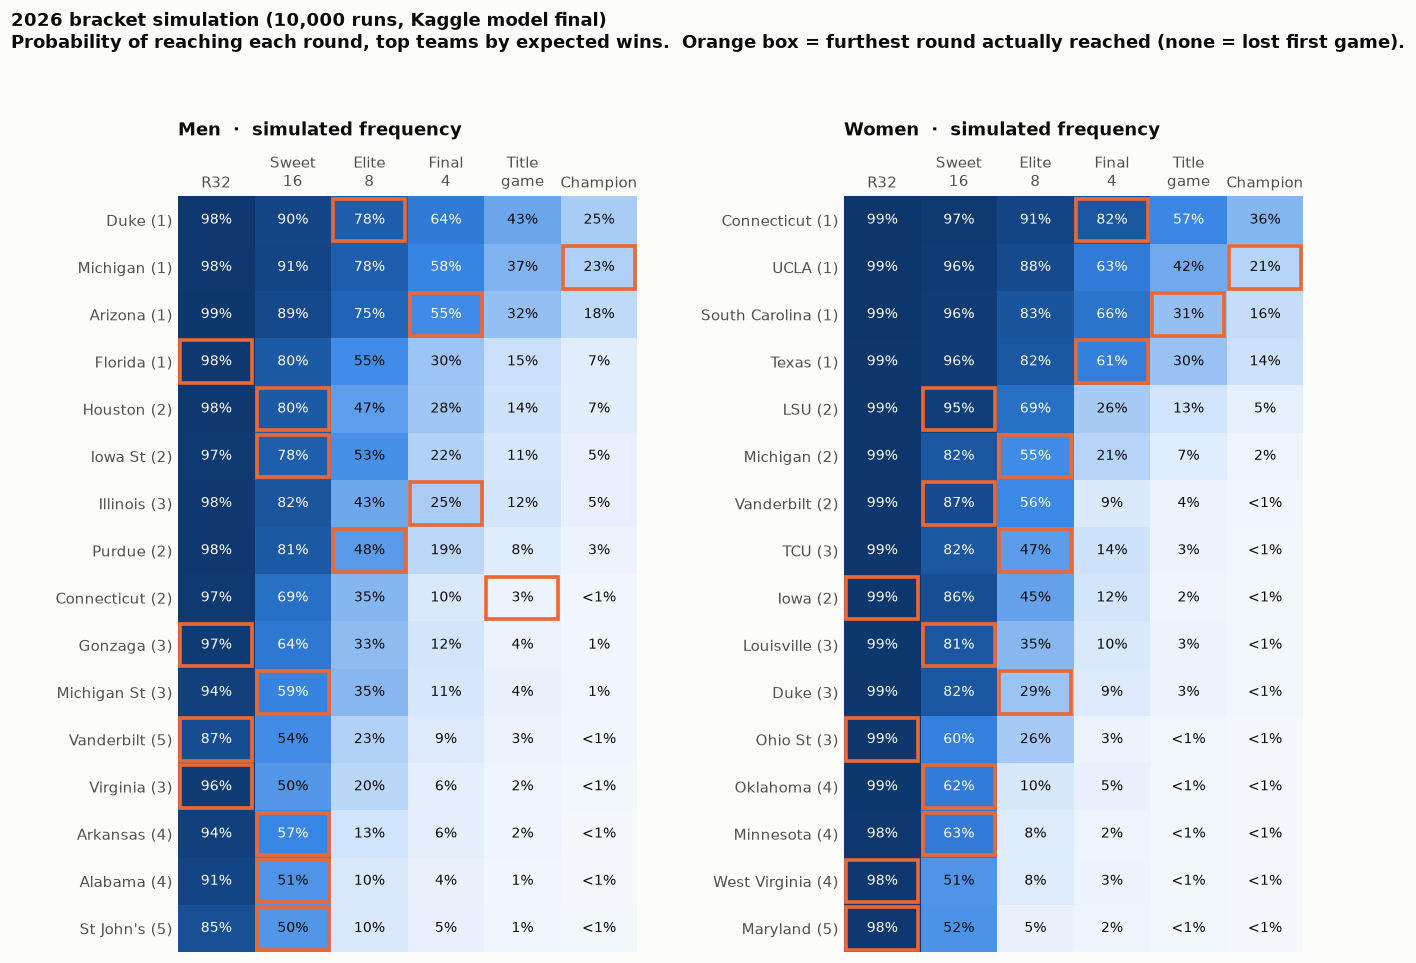 2026 bracket simulation (10,000 runs, Kaggle model final)
Probability of reaching each round, top teams by expected wins.  Orange box = furthest round actually reached (none = lost first game).
Men · simulated frequency
R32 Sweet 16 Elite 8 Final 4 Title game Champion
Duke (1) 98% 90% 78% 64% 43% 25%
Michigan (1) 98% 91% 78% 58% 37% 23%
Arizona (1) 99% 89% 75% 55% 32% 18%
Florida (1) 98% 80% 55% 30% 15% 7%
Houston (2) 98% 80% 47% 28% 14% 7%
Iowa St (2) 97% 78% 53% 22% 11% 5%
Illinois (3) 98% 82% 43% 25% 12% 5%
Purdue (2) 98% 81% 48% 19% 8% 3%
Connecticut (2) 97% 69% 35% 10% 3% <1%
Gonzaga (3) 97% 64% 33% 12% 4% 1%
Michigan St (3) 94% 59% 35% 11% 4% 1%
Vanderbilt (5) 87% 54% 23% 9% 3% <1%
Virginia (3) 96% 50% 20% 6% 2% <1%
Arkansas (4) 94% 57% 13% 6% 2% <1%
Alabama (4) 91% 51% 10% 4% 1% <1%
St John's (5) 85% 50% 10% 5% 1% <1%
Women · simulated frequency
R32 Sweet 16 Elite 8 Final 4 Title game Champion
Connecticut (1) 99% 97% 91% 82% 57% 36%
UCLA (1) 99% 96% 88% 63% 42% 21%
South Carolina (1) 99% 96% 83% 66% 31% 16%
Texas (1) 99% 96% 82% 61% 30% 14%
LSU (2) 99% 95% 69% 26% 13% 5%
Michigan (2) 99% 82% 55% 21% 7% 2%
Vanderbilt (2) 99% 87% 56% 9% 4% <1%
TCU (3) 99% 82% 47% 14% 3% <1%
Iowa (2) 99% 86% 45% 12% 2% <1%
Louisville (3) 99% 81% 35% 10% 3% <1%
Duke (3) 99% 82% 29% 9% 3% <1%
Ohio St (3) 99% 60% 26% 3% <1% <1%
Oklahoma (4) 99% 62% 10% 5% <1% <1%
Minnesota (4) 98% 63% 8% 2% <1% <1%
West Virginia (4) 98% 51% 8% 3% <1% <1%
Maryland (5) 98% 52% 5% 2% <1% <1%